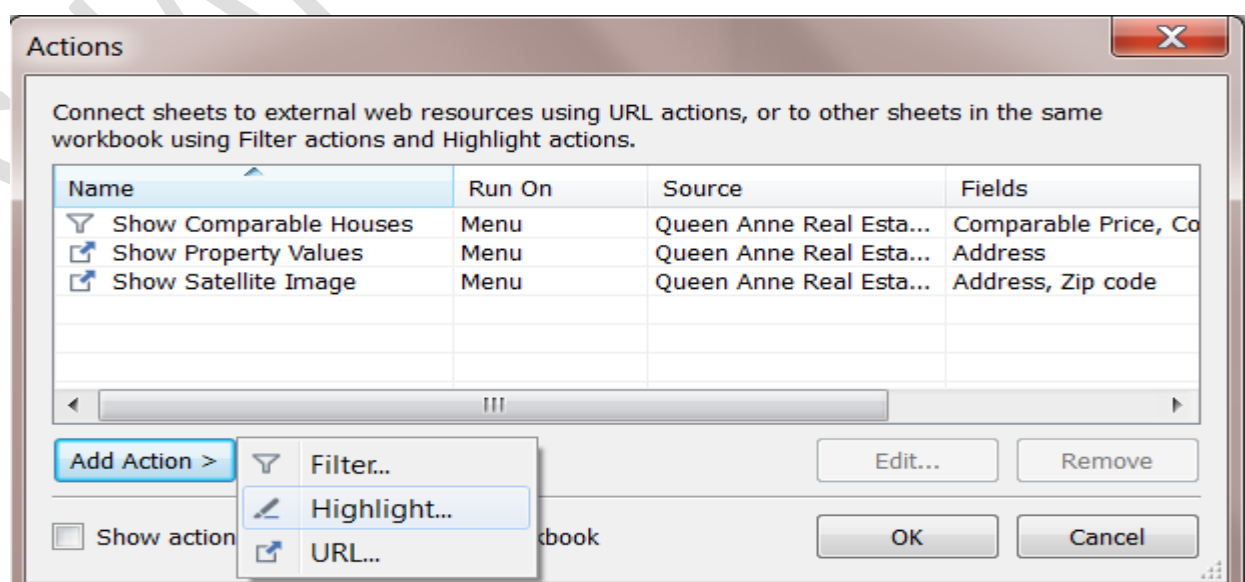 Actions
X
Connect sheets to external web resources using URL actions, or to other sheets in the same
workbook using Filter actions and Highlight actions.
Name Run On Source Fields
Show Comparable Houses Menu Queen Anne Real Esta... Comparable Price, Co
Show Property Values Menu Queen Anne Real Esta... Address
Show Satellite Image Menu Queen Anne Real Esta... Address, Zip code
Add Action > Filter... Edit... Remove
Highlight...
Show action kbook OK Cancel
URL...